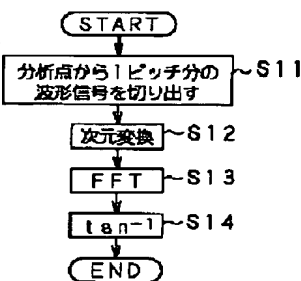 START
分析点から1ピッチ分の
波形信号を切り出す
~S11
次元変換
~S12
FFT
~S13
tan-1
~S14
END